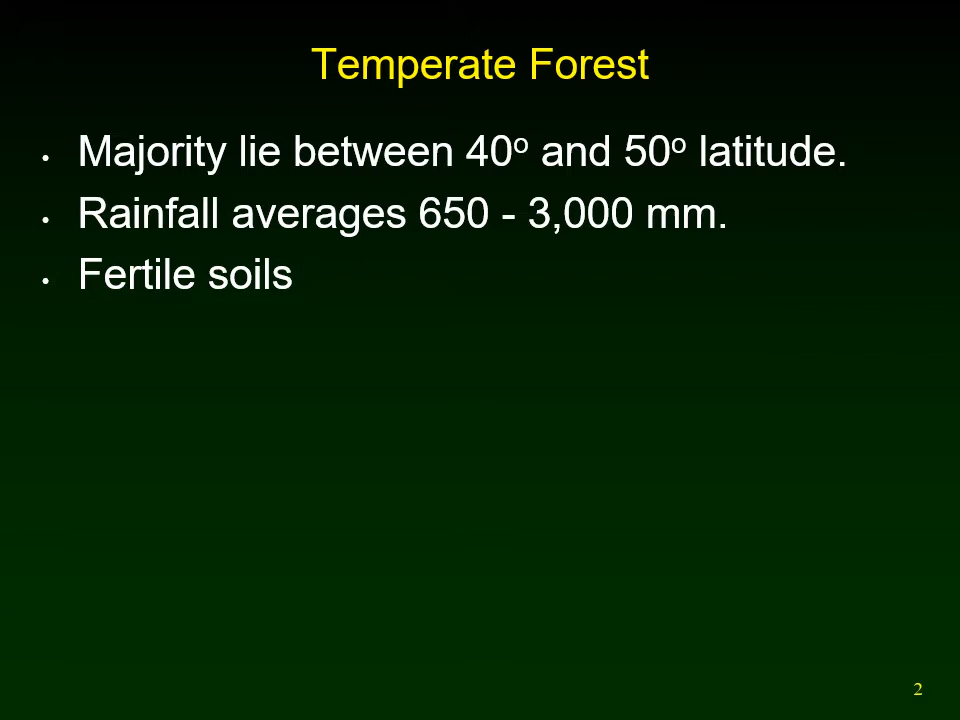 Temperate Forest
• Majority lie between 40º and 50º latitude.
• Rainfall averages 650 - 3,000 mm.
• Fertile soils
2